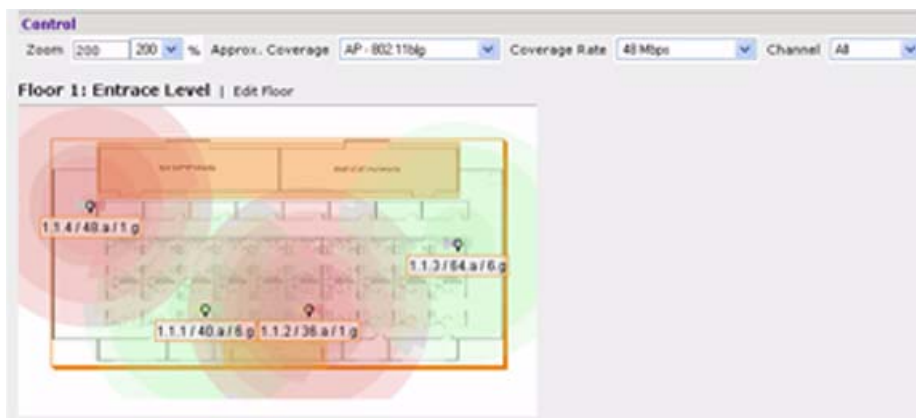 Control
Zoom 200 200 % Approx. Coverage AP - 802.11b/g Coverage Rate 48 Mbps Channel All
Floor 1: Entrace Level | Edit Floor
1.1.4 / 48.a / 1 g
1.1.3 / 64.a / 6 g
1.1.1 / 40.a / 6 g 1.1.2 / 36.a / 1 g